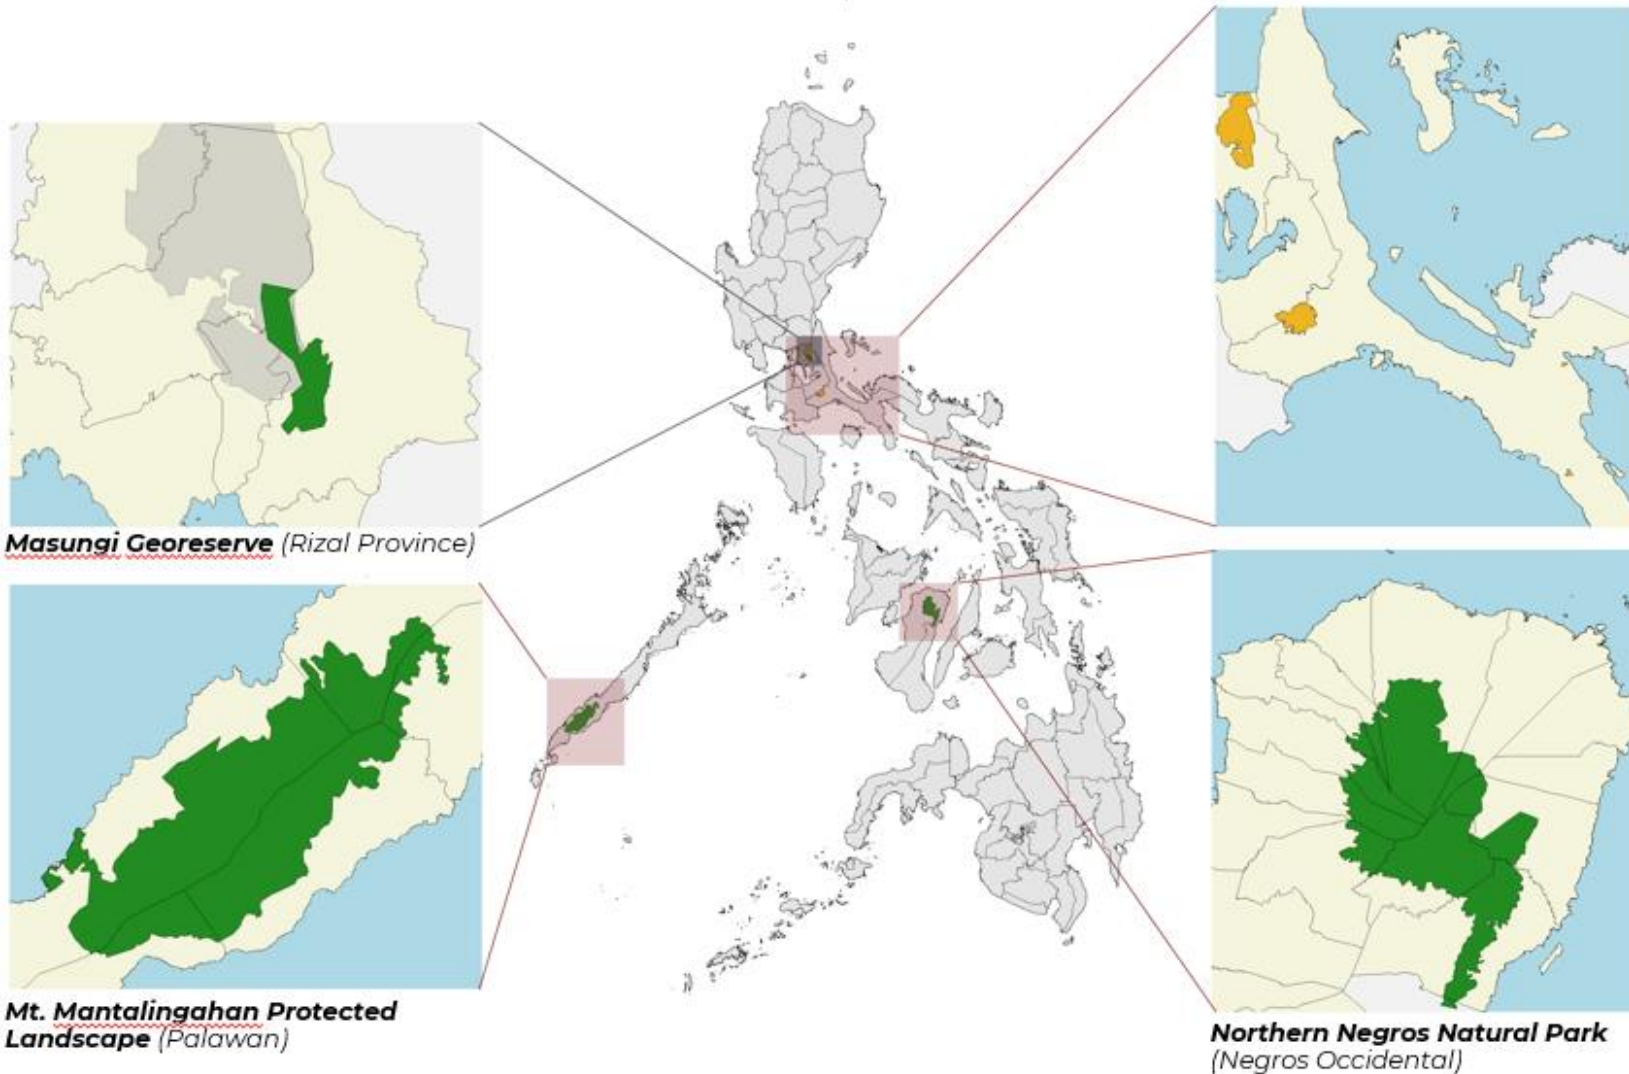 Masungi Georeserve (Rizal Province)
Mt. Mantalingahan Protected
Landscape (Palawan)
Northern Negros Natural Park
(Negros Occidental)